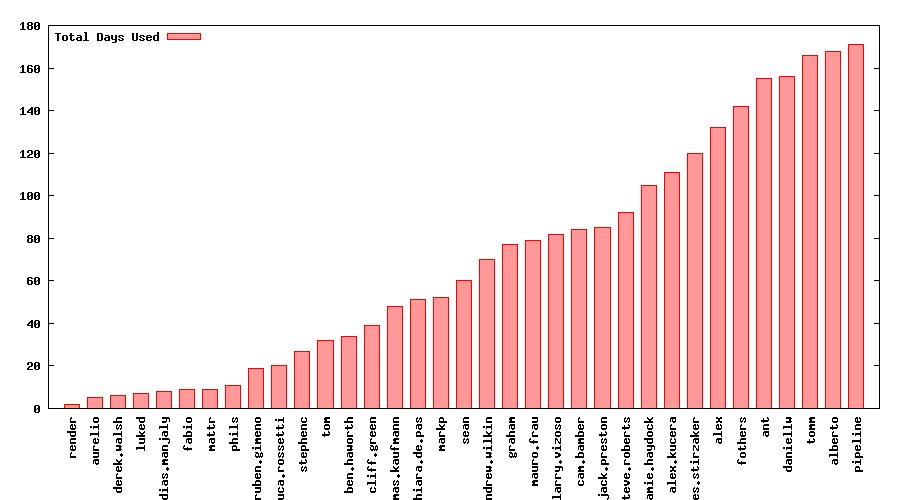 180
Total Days Used
160
140
120
100
80
60
40
20
0
render
aurelio
derek.walsh
luked
dias.manjaly
fabio
mattr
phils
ruben.gimeno
uca.rossetti
stephenc
tom
ben.haworth
cliff.green
mas.kaufmann
hiara.de.pas
markp
sean
ndrew.wilkin
graham
mauro.frau
larry.vizoso
cam.bamber
jack.preston
teve.roberts
amie.haydock
alex.kucera
es.stirzaker
alex
fothers
ant
daniellw
tomm
alberto
pipeline